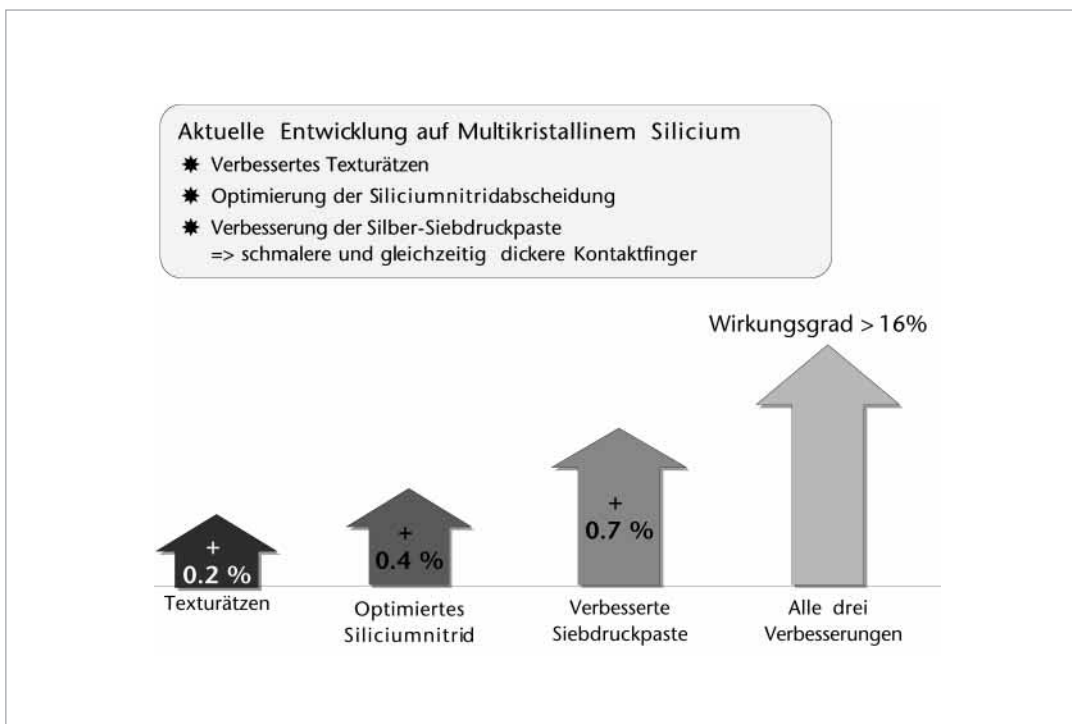 Aktuelle Entwicklung auf Multikristallinem Silicium
✷ Verbessertes Texturätzen
✷ Optimierung der Siliciumnitridabscheidung
✷ Verbesserung der Silber-Siebdruckpaste
=> schmalere und gleichzeitig dickere Kontaktfinger
Wirkungsgrad > 16%
+
0.2 %
Texturätzen
+
0.4 %
Optimiertes
Siliciumnitrid
+
0.7 %
Verbesserte
Siebdruckpaste
Alle drei
Verbesserungen